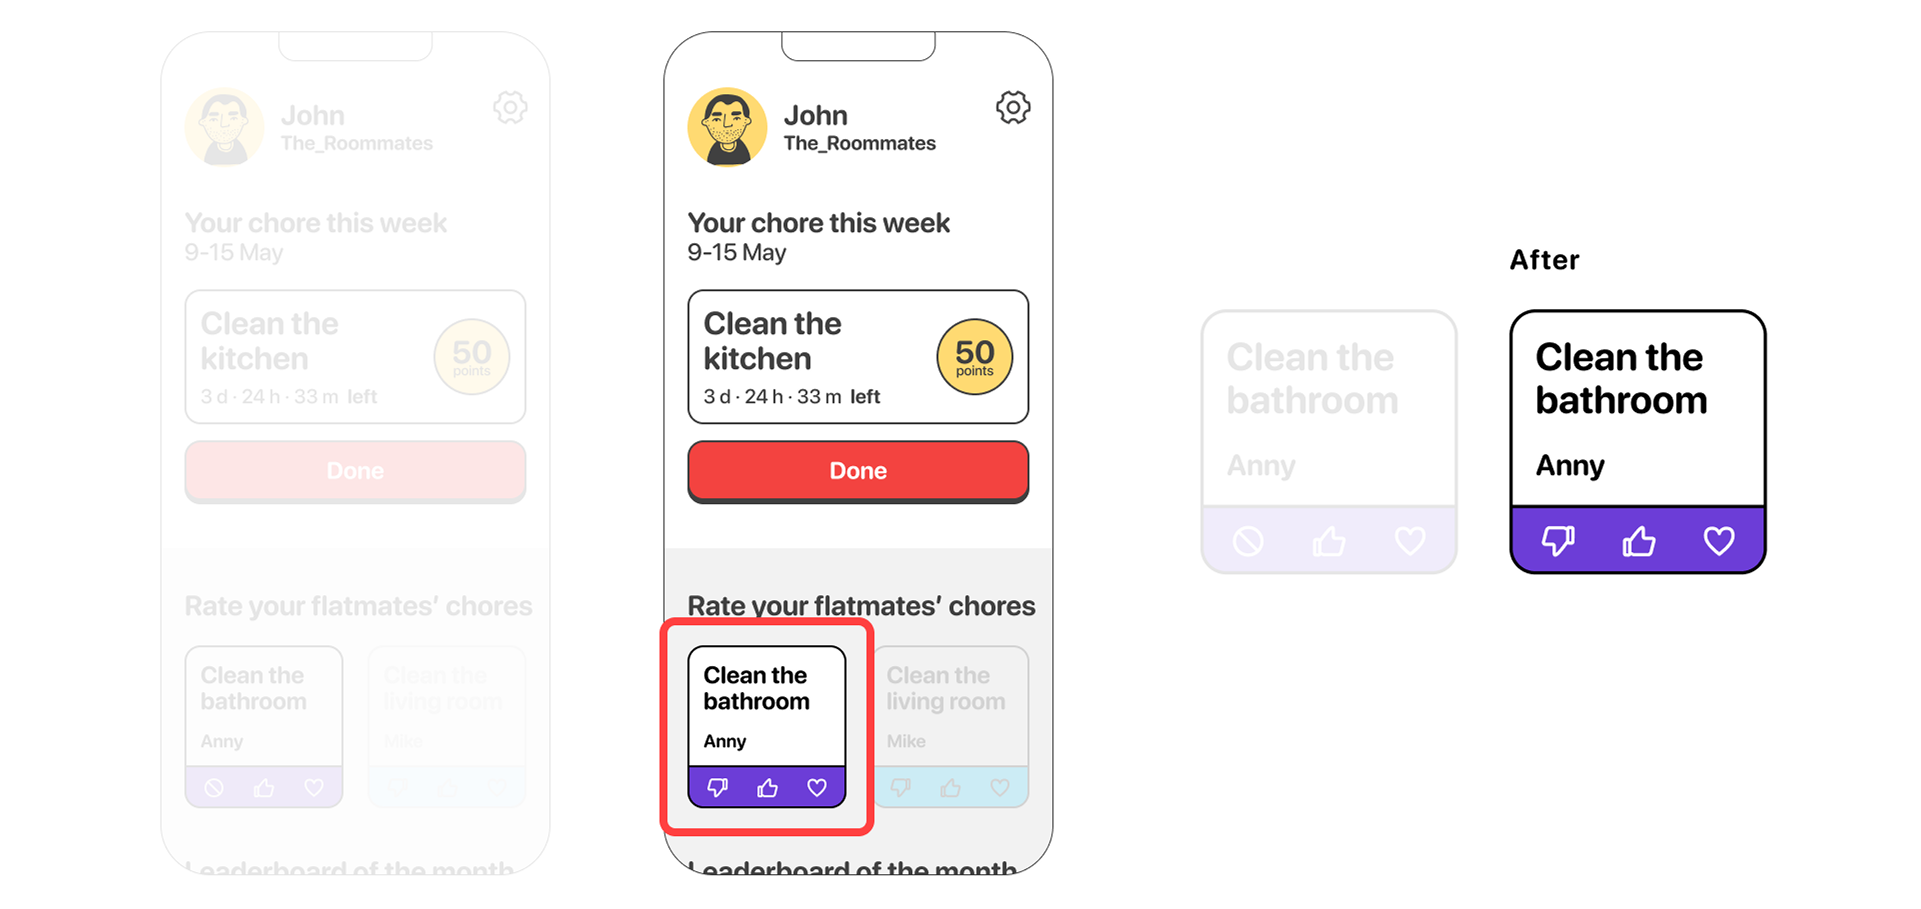 John
The_Roommates
Your chore this week
9-15 May
Clean the
kitchen
3 d · 24 h · 33 m left
50
points
Done
Rate your flatmates’ chores
Clean the
bathroom
Anny
Clean the
living room
Mike
Leaderboard of the month
John
The_Roommates
Your chore this week
9-15 May
Clean the
kitchen
3 d · 24 h · 33 m left
50
points
Done
Rate your flatmates’ chores
Clean the
bathroom
Anny
Clean the
living room
Mike
Leaderboard of the month
Clean the
bathroom
Anny
After
Clean the
bathroom
Anny